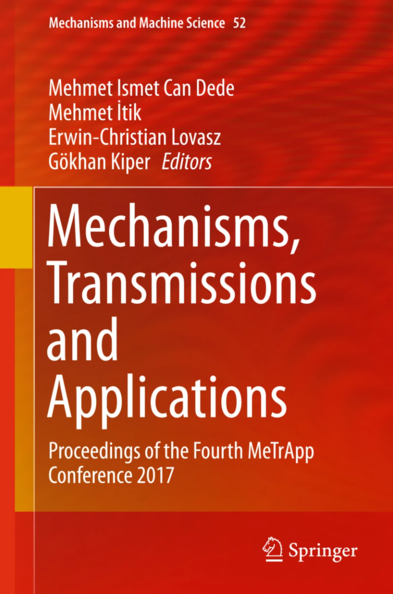 Mechanisms and Machine Science 52
Mehmet Ismet Can Dede
Mehmet İtik
Erwin-Christian Lovasz
Gökhan Kiper Editors
Mechanisms,
Transmissions
and
Applications
Proceedings of the Fourth MeTrApp
Conference 2017
Springer